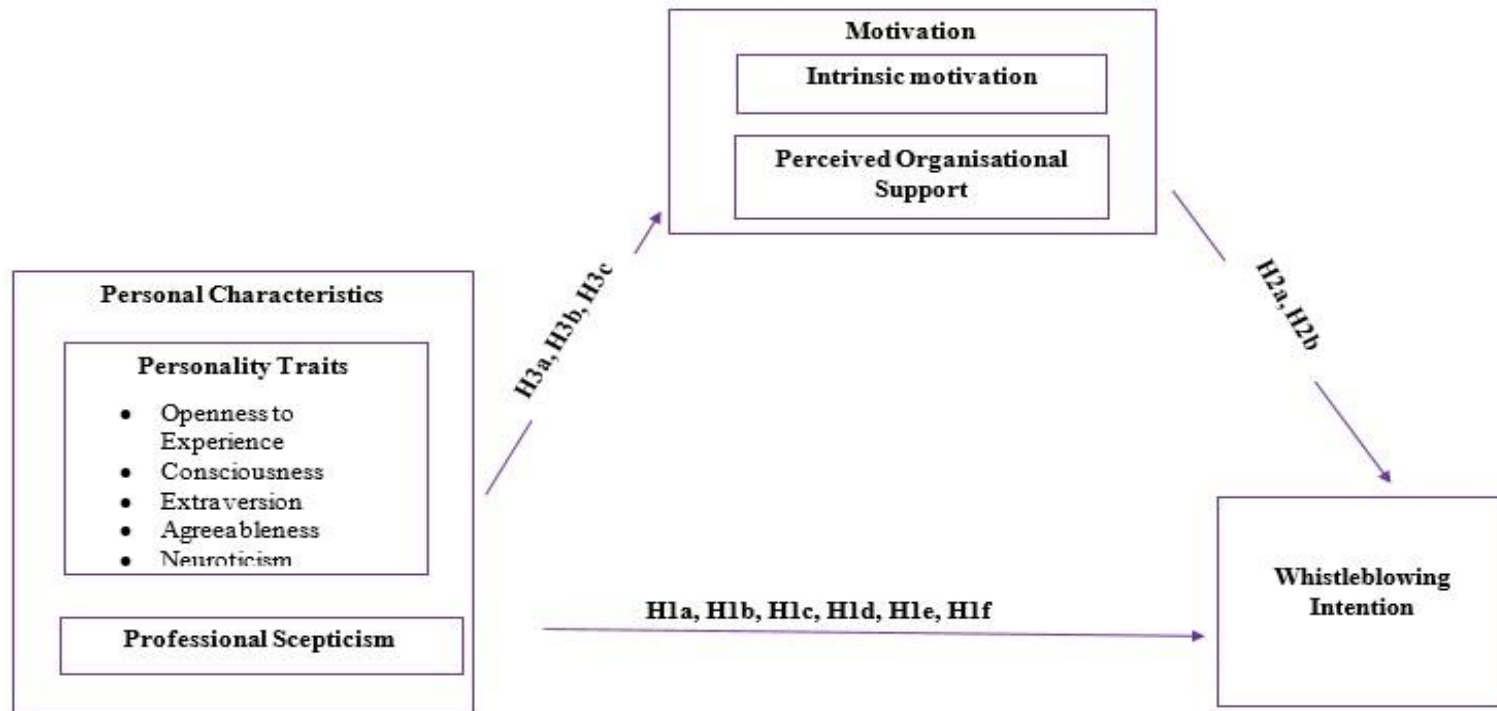 Motivation
Intrinsic motivation
Perceived Organisational
Support
H3a, H3b, H3c
H2a, H2b
Personal Characteristics
Personality Traits
● Openness to
Experience
● Consciousness
● Extraversion
● Agreeableness
● Neuroticism
Professional Scepticism
H1a, H1b, H1c, H1d, H1e, H1f
Whistleblowing
Intention